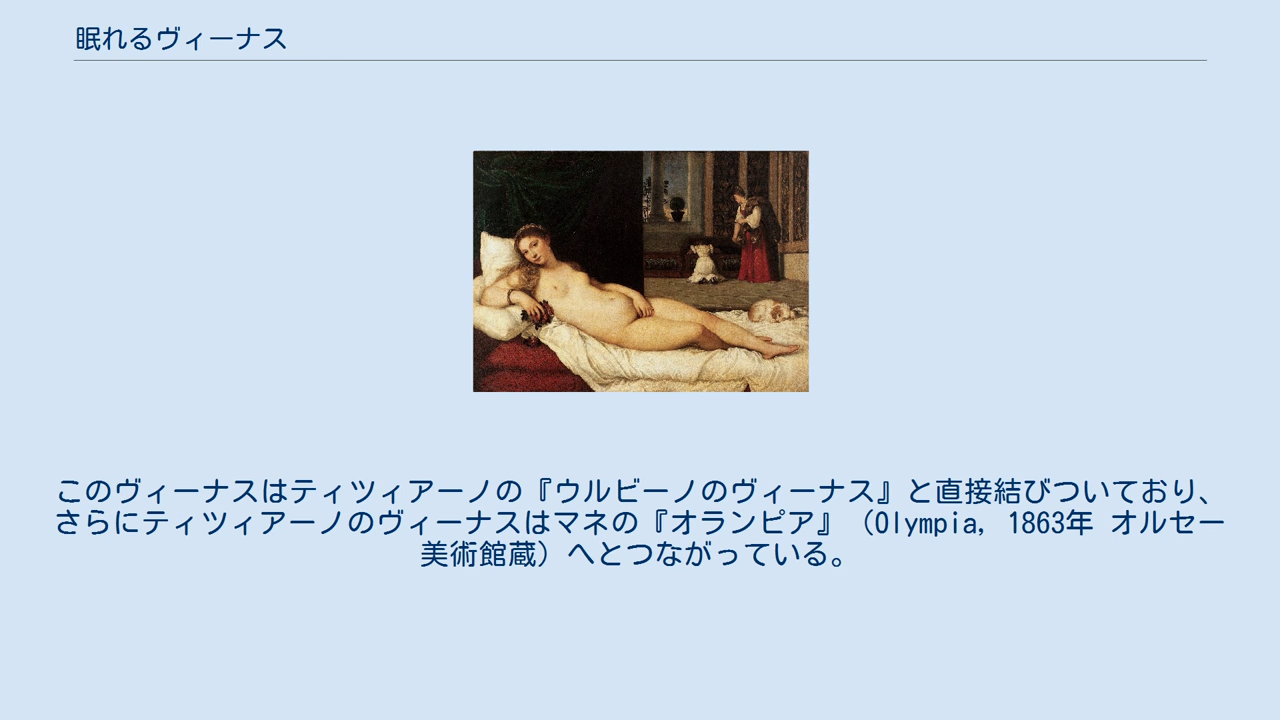 眠れるヴィーナス
このヴィーナスはティツィアーノの『ウルビーノのヴィーナス』と直接結びついており、
さらにティツィアーノのヴィーナスはマネの『オランピア』（Olympia, 1863年 オルセー
美術館蔵）へとつながっている。